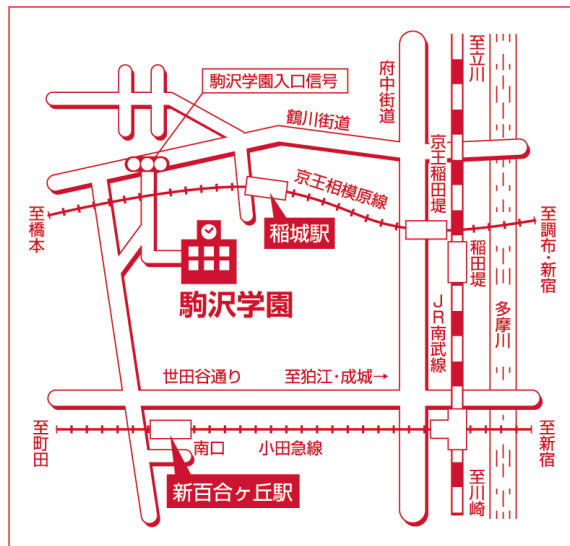 駒沢学園入口信号
府中街道
至立川
鶴川街道
京王稲田堤
京王相模原線
至橋本
稲城駅
至調布・新宿
稲田堤
駒沢学園
JR南武線
多摩川
世田谷通り
至狛江・成城→
至町田
南口
小田急線
至新宿
新百合ヶ丘駅
至川崎